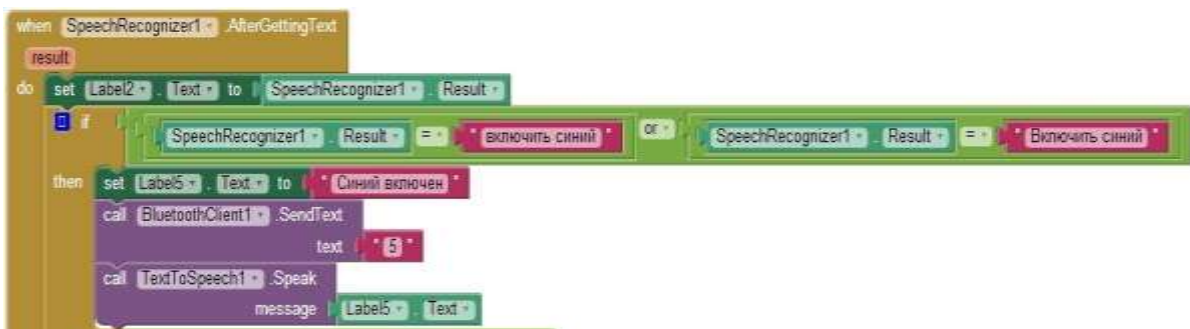 when SpeechRecognizer1 .AfterGettingText
result
do set Label2 . Text to SpeechRecognizer1 . Result
if SpeechRecognizer1 . Result = " включить синий " or SpeechRecognizer1 . Result = " Включить синий "
then set Label5 . Text to " Синий включен "
call BluetoothClient1 .SendText
text " 5 "
call TextToSpeech1 .Speak
message Label5 . Text